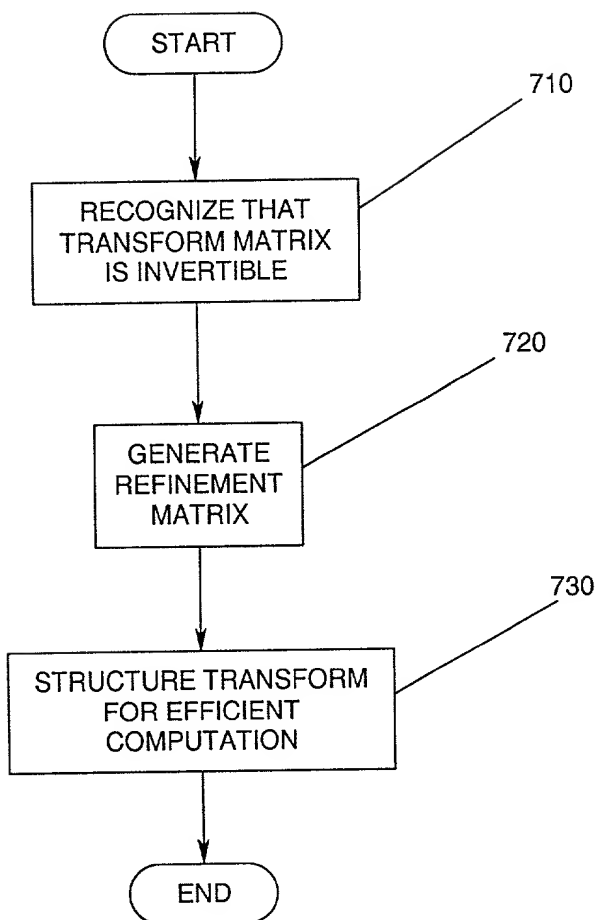 START
710
RECOGNIZE THAT
TRANSFORM MATRIX
IS INVERTIBLE
720
GENERATE
REFINEMENT
MATRIX
730
STRUCTURE TRANSFORM
FOR EFFICIENT
COMPUTATION
END